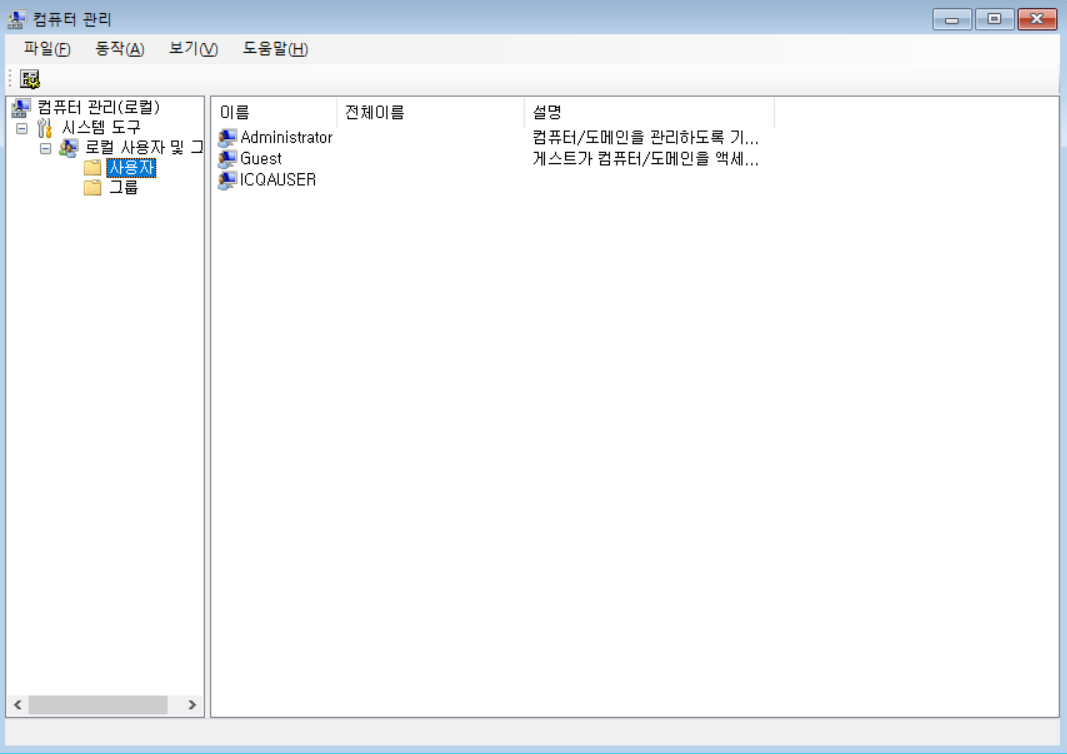 컴퓨터 관리
파일(F) 동작(A) 보기(V) 도움말(H)
컴퓨터 관리(로컬)
시스템 도구
로컬 사용자 및 그
사용자
그룹
이름 전체이름 설명
Administrator 컴퓨터/도메인을 관리하도록 기...
Guest 게스트가 컴퓨터/도메인을 액세...
ICQAUSER